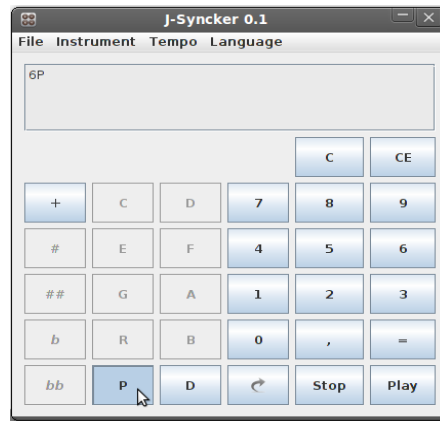 J-Syncker 0.1
File Instrument Tempo Language
6P
C CE
+ C D 7 8 9
# E F 4 5 6
## G A 1 2 3
b R B 0 , =
bb P D Stop Play